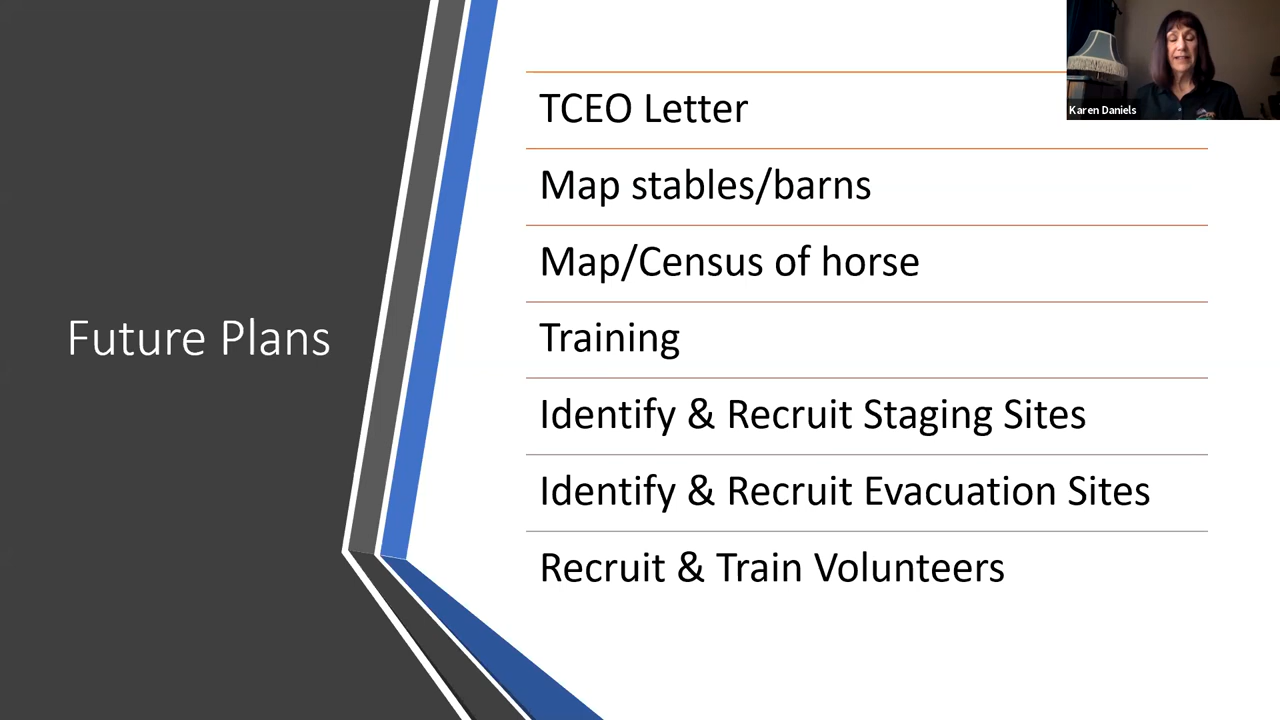 Future Plans
TCEO Letter
Map stables/barns
Map/Census of horse
Training
Identify & Recruit Staging Sites
Identify & Recruit Evacuation Sites
Recruit & Train Volunteers
Karen Daniels